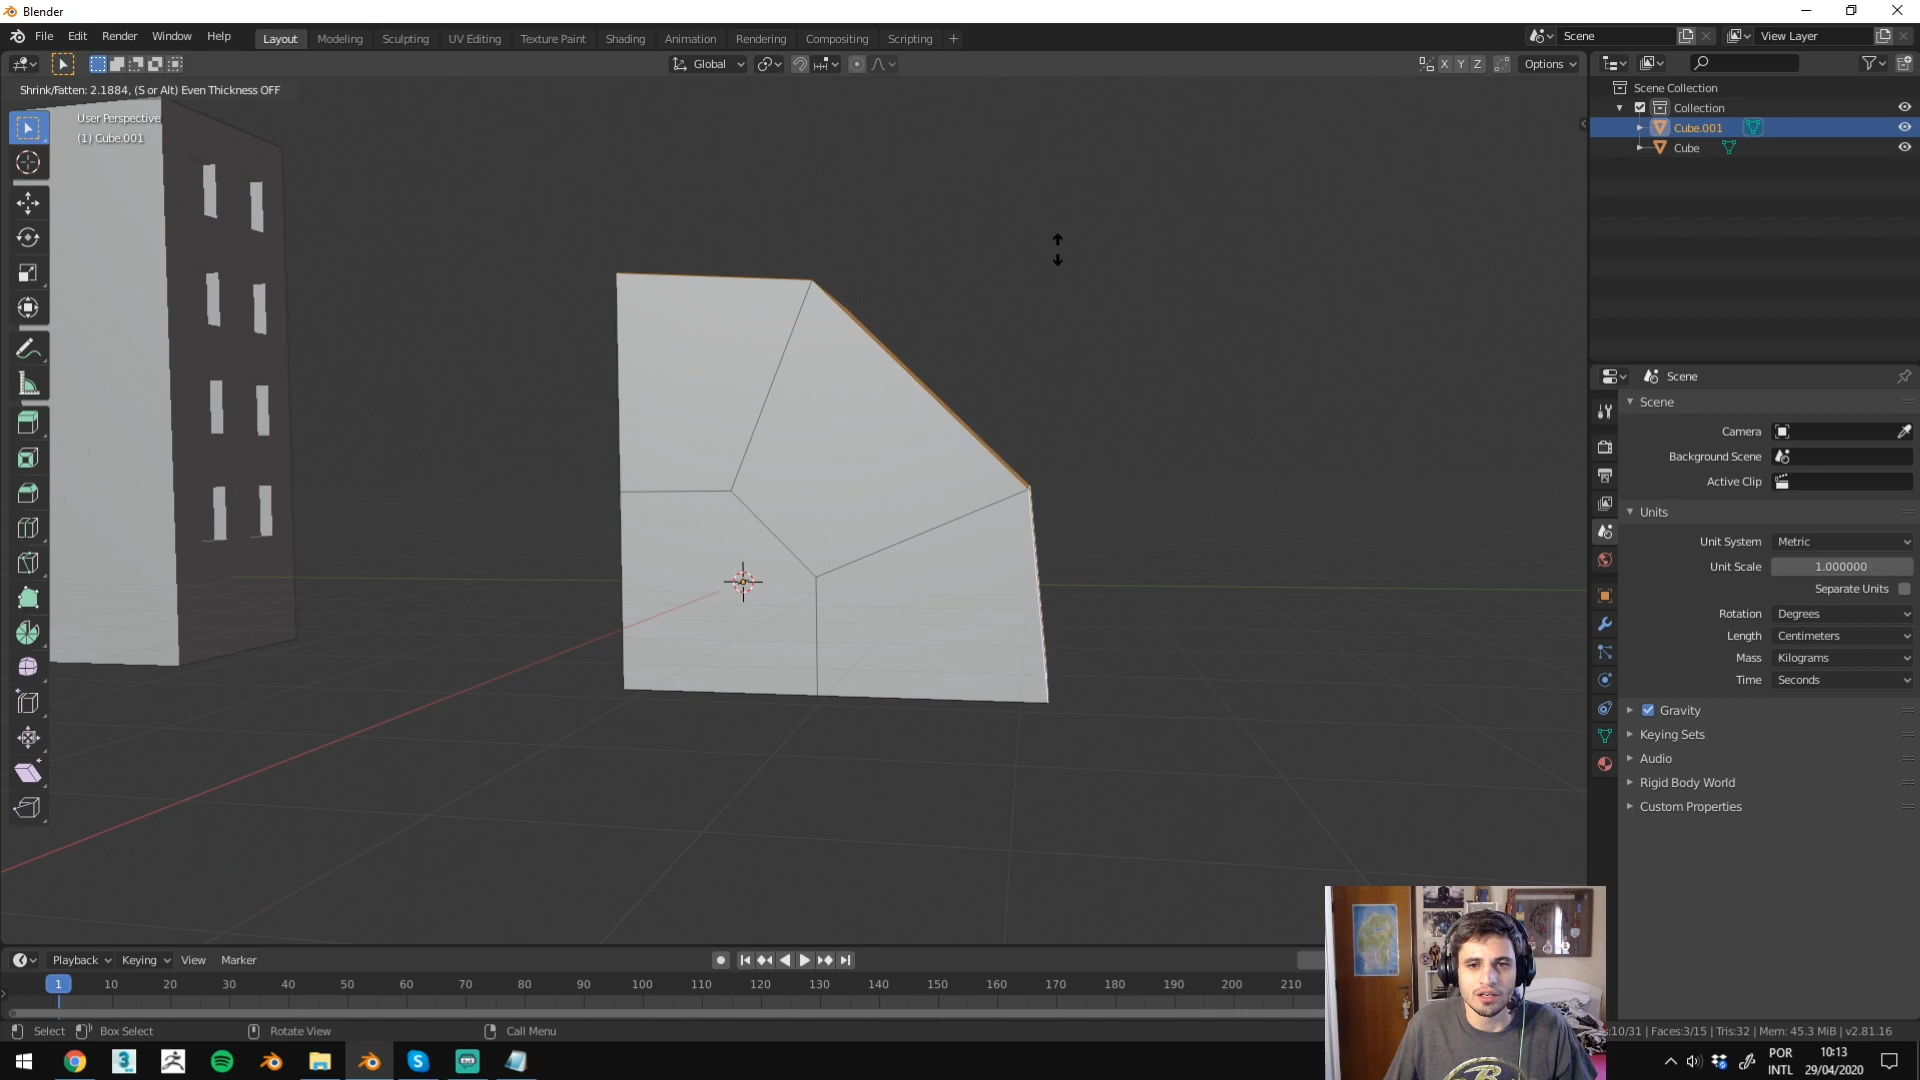 Blender
File Edit Render Window Help
Layout Modeling Sculpting UV Editing Texture Paint Shading Animation Rendering Compositing Scripting +
Scene
View Layer
Global
X Y Z
Options
Shrink/Fatten: 2.1884, (S or Alt) Even Thickness OFF
User Perspective
(1) Cube.001
Scene Collection
Collection
Cube.001
Cube
Scene
Scene
Camera
Background Scene
Active Clip
Units
Unit System Metric
Unit Scale 1.000000
Separate Units
Rotation Degrees
Length Centimeters
Mass Kilograms
Time Seconds
Gravity
Keying Sets
Audio
Rigid Body World
Custom Properties
Playback Keying View Marker
1 10 20 30 40 50 60 70 80 90 100 110 120 130 140 150 160 170 180 190 200 210
Select Box Select Rotate View Call Menu
s:10/31 | Faces:3/15 | Tris:32 | Mem: 45.3 MiB | v2.81.16
POR
INTL
10:13
29/04/2020